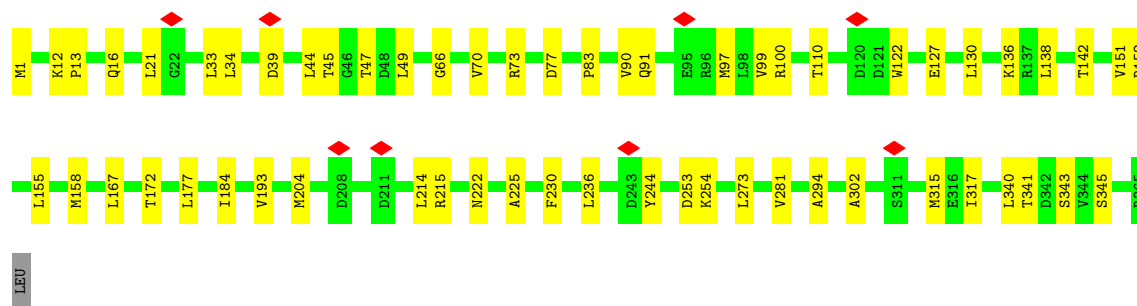 M1 K12 P13 Q16 L21 G22 L33 L34 D39 L44 T45 G46 T47 D48 L49 G66 V70 R73 D77 P83 V90 Q91 E95 R96 M97 L98 V99 R100 T110 D120 D121 W122 E127 L130 K136 R137 L138 T142 V151
L155 M158 L167 T172 L177 I184 V193 M204 D208 D211 L214 R215 N222 A225 F230 L236 D243 Y244 D253 K254 L273 V281 A294 A302 S311 M315 E316 I317 L340 T341 D342 S343 V344 S345
LEU